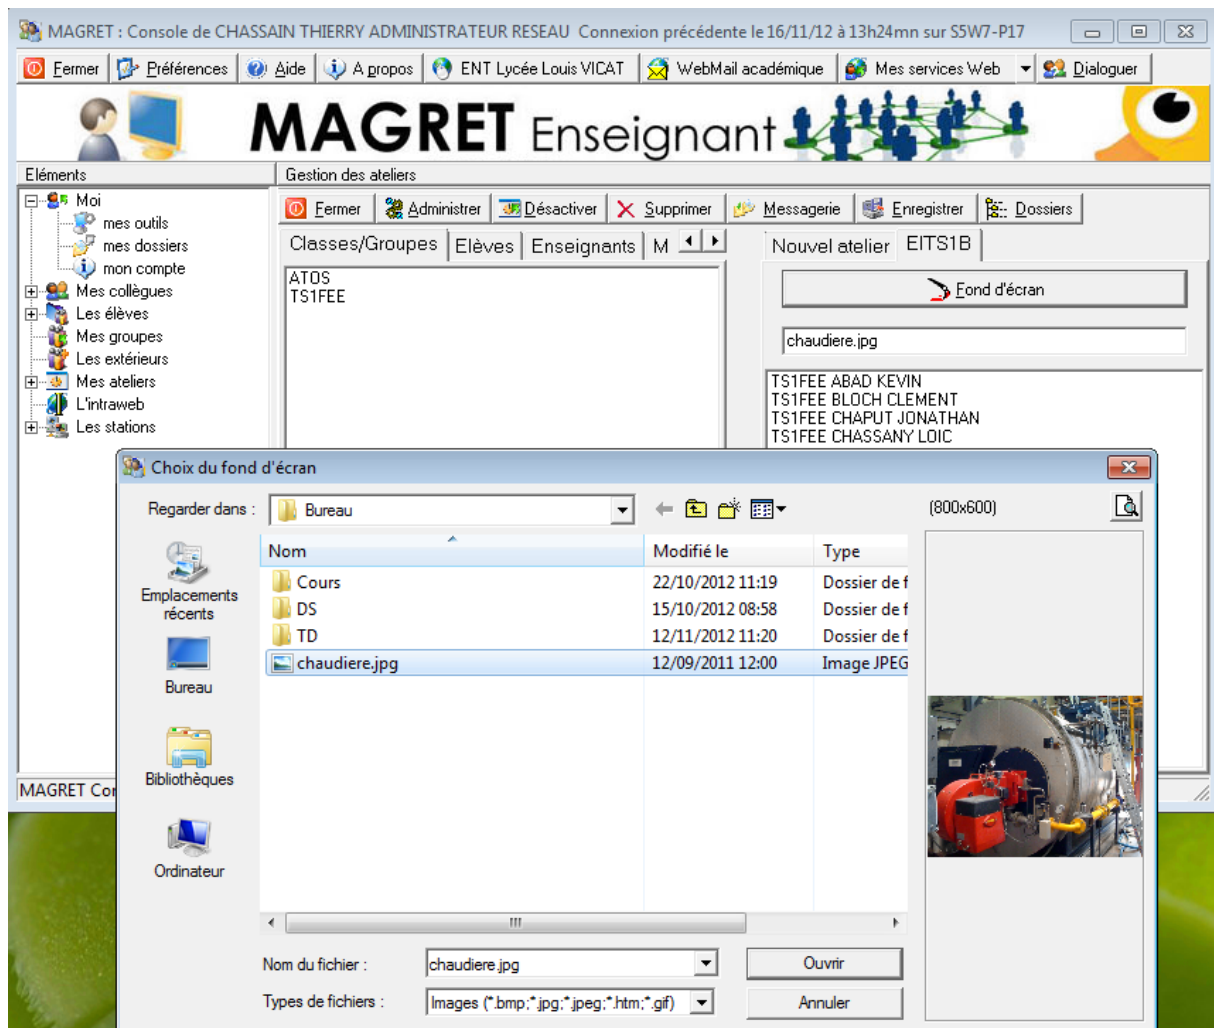 MAGRET : Console de CHASSAIN THIERRY ADMINISTRATEUR RESEAU Connexion précédente le 16/11/12 à 13h24mn sur S5W7-P17
Fermer Préférences Aide A propos ENT Lycée Louis VICAT WebMail académique Mes services Web Dialoguer
MAGRET Enseignant
Eléments
Gestion des ateliers
Moi
mes outils
mes dossiers
mon compte
Mes collègues
Les élèves
Mes groupes
Les extérieurs
Mes ateliers
L'intraweb
Les stations
Fermer Administrer Désactiver Supprimer Messagerie Enregistrer Dossiers
Classes/Groupes Elèves Enseignants M
ATOS
TS1FEE
Nouvel atelier EITS1B
Fond d'écran
chaudiere.jpg
TS1FEE ABAD KEVIN
TS1FEE BLOCH CLEMENT
TS1FEE CHAPUT JONATHAN
TS1FEE CHASSANY LOIC
MAGRET Cor
Choix du fond d'écran
Regarder dans : Bureau
(800x600)
Emplacements
récents
Bureau
Bibliothèques
Ordinateur
Nom Modifié le Type
Cours 22/10/2012 11:19 Dossier de f
DS 15/10/2012 08:58 Dossier de f
TD 12/11/2012 11:20 Dossier de f
chaudiere.jpg 12/09/2011 12:00 Image JPEG
Nom du fichier : chaudiere.jpg Ouvrir
Types de fichiers : Images (*.bmp;*.jpg;*.jpeg;*.htm;*.gif) Annuler